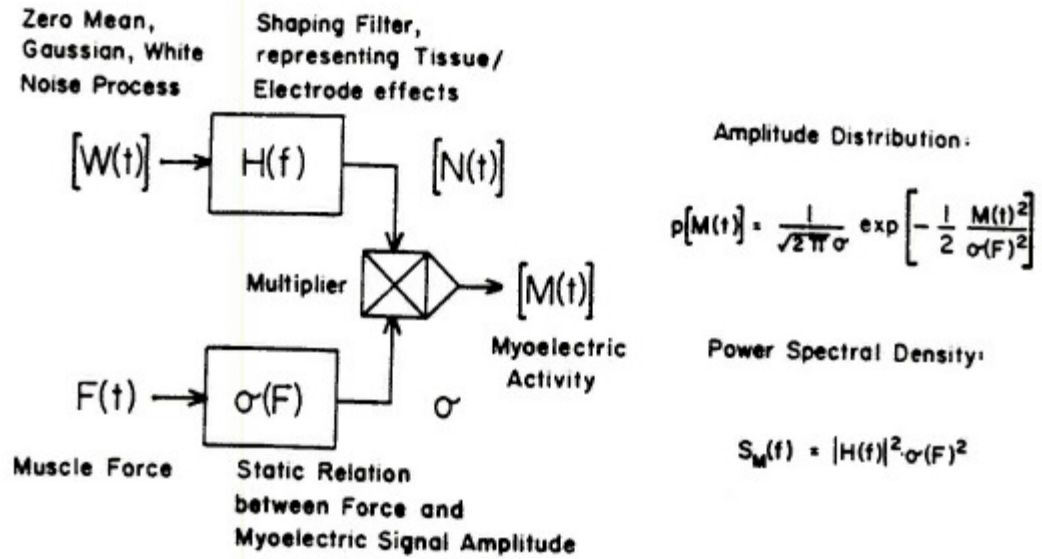 Zero Mean,
Gaussian, White
Noise Process
Shaping Filter,
representing Tissue/
Electrode effects
[W(t)]
H(f)
[N(t)]
Multiplier
[M(t)]
Myoelectric
Activity
F(t)
σ(F)
σ
Muscle Force
Static Relation
between Force and
Myoelectric Signal Amplitude
Amplitude Distribution:
p[M(t)] = 1/√2π σ exp[-1/2 M(t)²/σ(F)²]
Power Spectral Density:
S_M(f) = |H(f)|²·σ(F)²